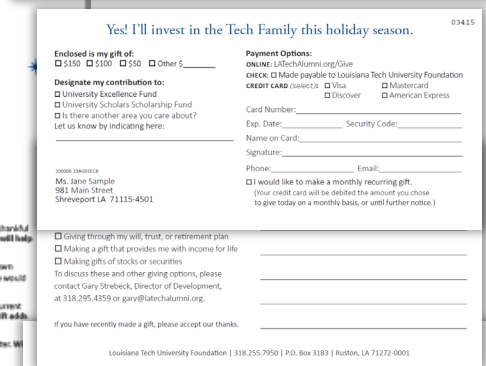 03415
Yes! I'll invest in the Tech Family this holiday season.
Enclosed is my gift of:
☐ $150 ☐ $100 ☐ $50 ☐ Other $________
Designate my contribution to:
☐ University Excellence Fund
☐ University Scholars Scholarship Fund
☐ Is there another area you care about?
Let us know by indicating here:
Ms. Jane Sample
981 Main Street
Shreveport LA 71115-4501
Payment Options:
ONLINE: LATechAlumni.org/Give
CHECK: ☐ Made payable to Louisiana Tech University Foundation
CREDIT CARD (select): ☐ Visa ☐ Mastercard
☐ Discover ☐ American Express
Card Number:
Exp. Date: Security Code:
Name on Card:
Signature:
Phone: Email:
☐ I would like to make a monthly recurring gift.
(Your credit card will be debited the amount you chose
to give today on a monthly basis, or until further notice.)
☐ Giving through my will, trust, or retirement plan
☐ Making a gift that provides me with income for life
☐ Making gifts of stocks or securities
To discuss these and other giving options, please
contact Gary Strebeck, Director of Development,
at 318.295.4359 or gary@latechalumni.org.
If you have recently made a gift, please accept our thanks.
Louisiana Tech University Foundation | 318.255.7950 | P.O. Box 3183 | Ruston, LA 71272-0001
thankful
will help
own
would
current
ift adds